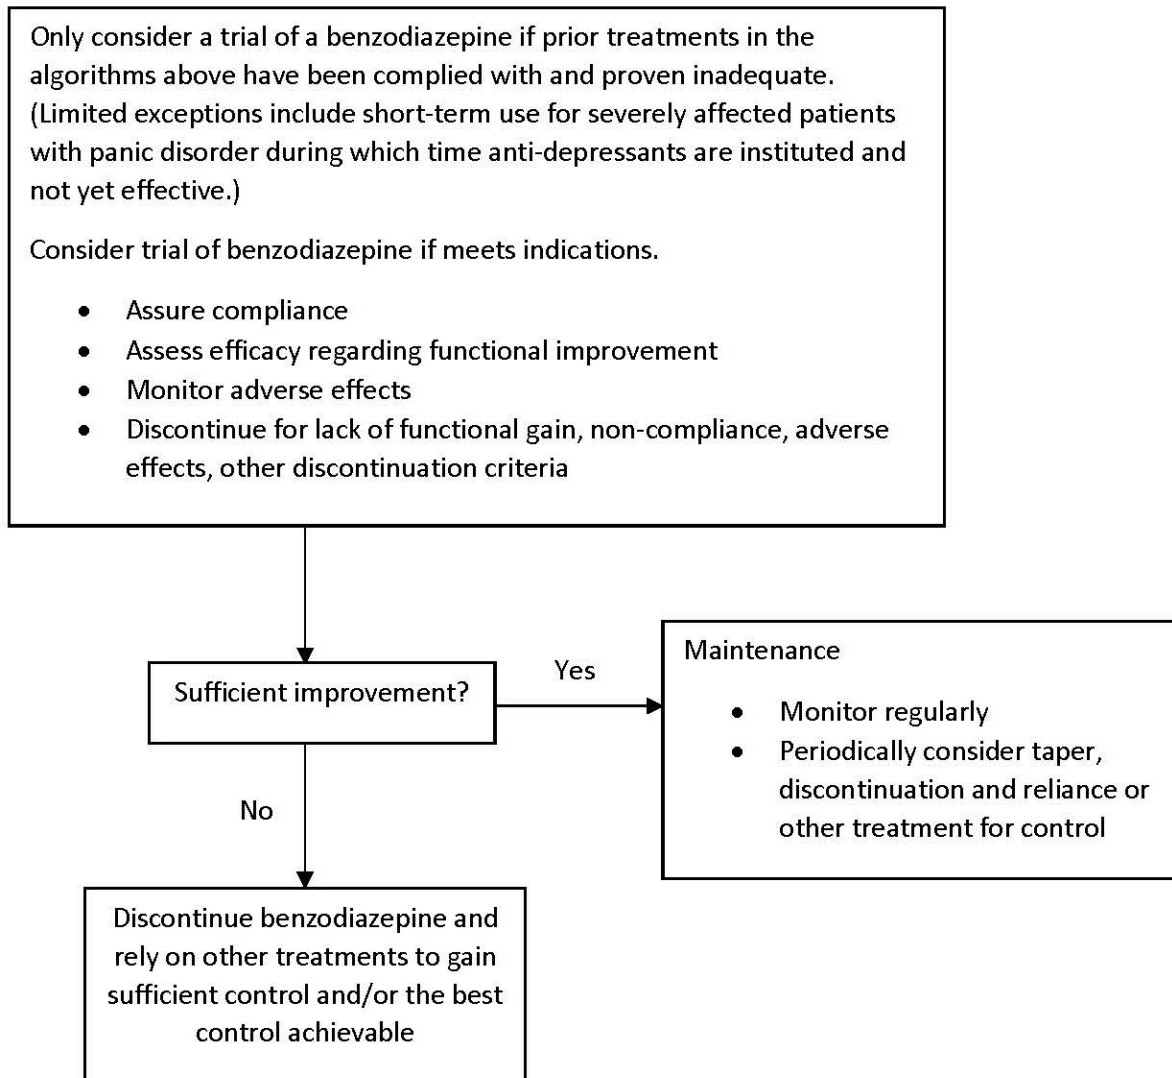 Only consider a trial of a benzodiazepine if prior treatments in the
algorithms above have been complied with and proven inadequate.
(Limited exceptions include short-term use for severely affected patients
with panic disorder during which time anti-depressants are instituted and
not yet effective.)
Consider trial of benzodiazepine if meets indications.
• Assure compliance
• Assess efficacy regarding functional improvement
• Monitor adverse effects
• Discontinue for lack of functional gain, non-compliance, adverse
effects, other discontinuation criteria
Sufficient improvement?
Yes
Maintenance
• Monitor regularly
• Periodically consider taper,
discontinuation and reliance or
other treatment for control
No
Discontinue benzodiazepine and
rely on other treatments to gain
sufficient control and/or the best
control achievable